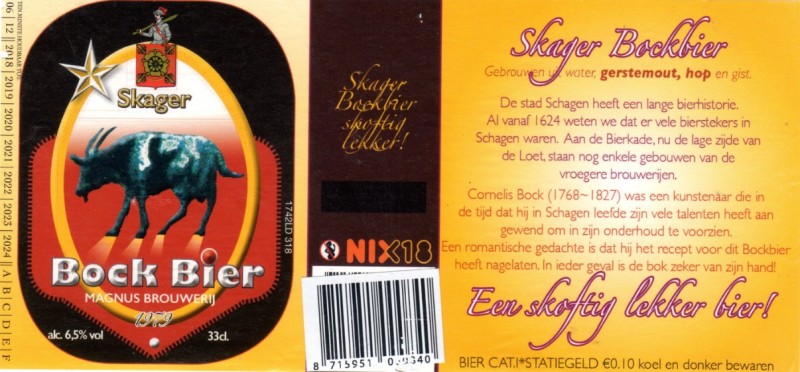 TEN MINSTE HOUDBAAR TOT:
06 | 12 || 2018 | 2019 | 2020 | 2021 | 2022 | 2023 | 2024 || A | B | C | D | E | F
Skager
Bock Bier
MAGNUS BROUWERIJ
1979
alc. 6,5% vol
33cl.
1742LD 318
Skager
Bockbier
skoftig
lekker!
NIX18
8 715951 0
340
Skager Bockbier
Gebrouwen uit water, gerstemout, hop en gist.
De stad Schagen heeft een lange bierhistorie.
Al vanaf 1624 weten we dat er vele bierstekers in
Schagen waren. Aan de Bierkade, nu de lage zijde van
de Loet, staan nog enkele gebouwen van de
vroegere brouwerijen.
Cornelis Bock (1768~1827) was een kunstenaar die in
de tijd dat hij in Schagen leefde zijn vele talenten heeft aan
gewend om in zijn onderhoud te voorzien.
Een romantische gedachte is dat hij het recept voor dit Bockbier
heeft nagelaten. In ieder geval is de bok zeker van zijn hand!
Een skoftig lekker bier!
BIER CAT.I*STATIEGELD €0.10 koel en donker bewaren